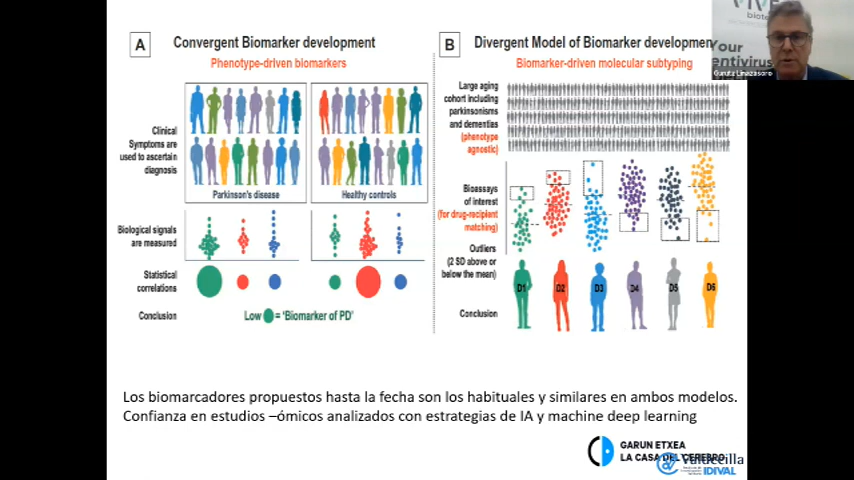 A
Convergent Biomarker development
Phenotype-driven biomarkers
Clinical
Symptoms are
used to ascertain
diagnosis
Parkinson's disease
Healthy controls
Biological signals
are measured
Statistical
correlations
Conclusion
Low = 'Biomarker of PD'
B
Divergent Model of Biomarker developmen
Biomarker-driven molecular subtyping
Large aging
cohort including
parkinsonisms
and dementias
(phenotype
agnostic)
Bioassays
of interest
(for drug-recipient
matching)
Outliers
(2 SD above or
below the mean)
D1 D2 D3 D4 D5 D6
Conclusion
Your
entivirus
Gurutz Linazasoro
Los biomarcadores propuestos hasta la fecha son los habituales y similares en ambos modelos.
Confianza en estudios –ómicos analizados con estrategias de IA y machine deep learning
GARUN ETXEA
LA CASA DEL CEREBRO
Valdecilla
IDIVAL